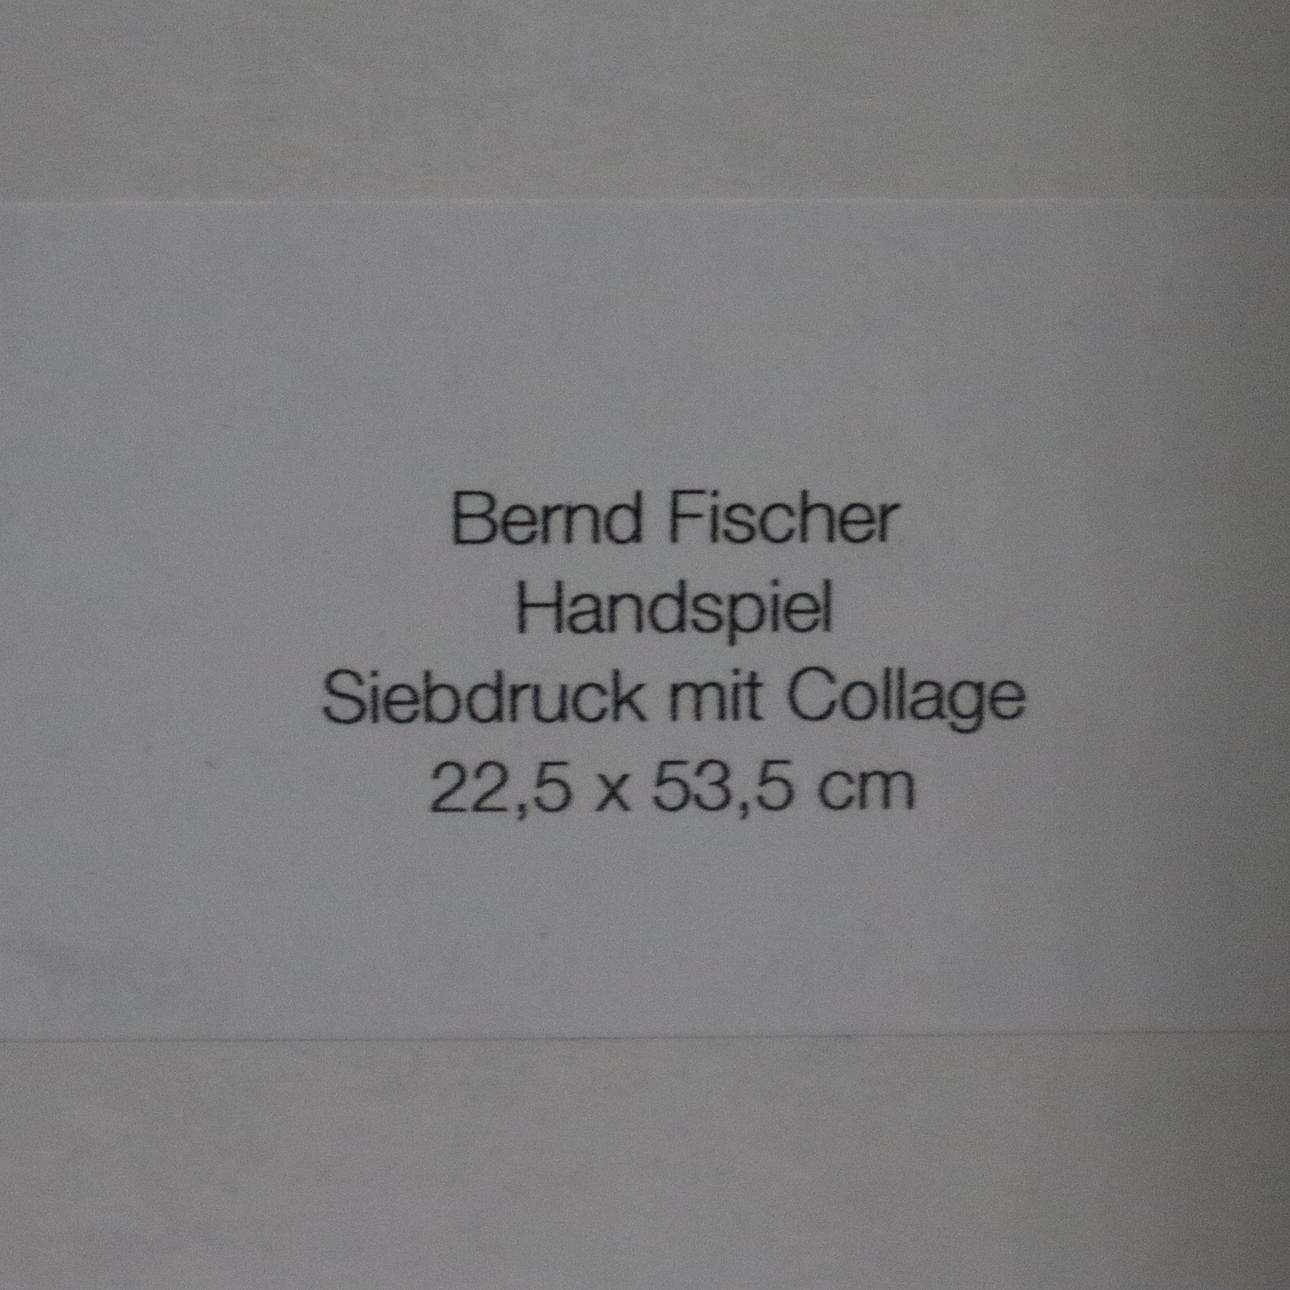 Bernd Fischer
Handspiel
Siebdruck mit Collage
22,5 x 53,5 cm